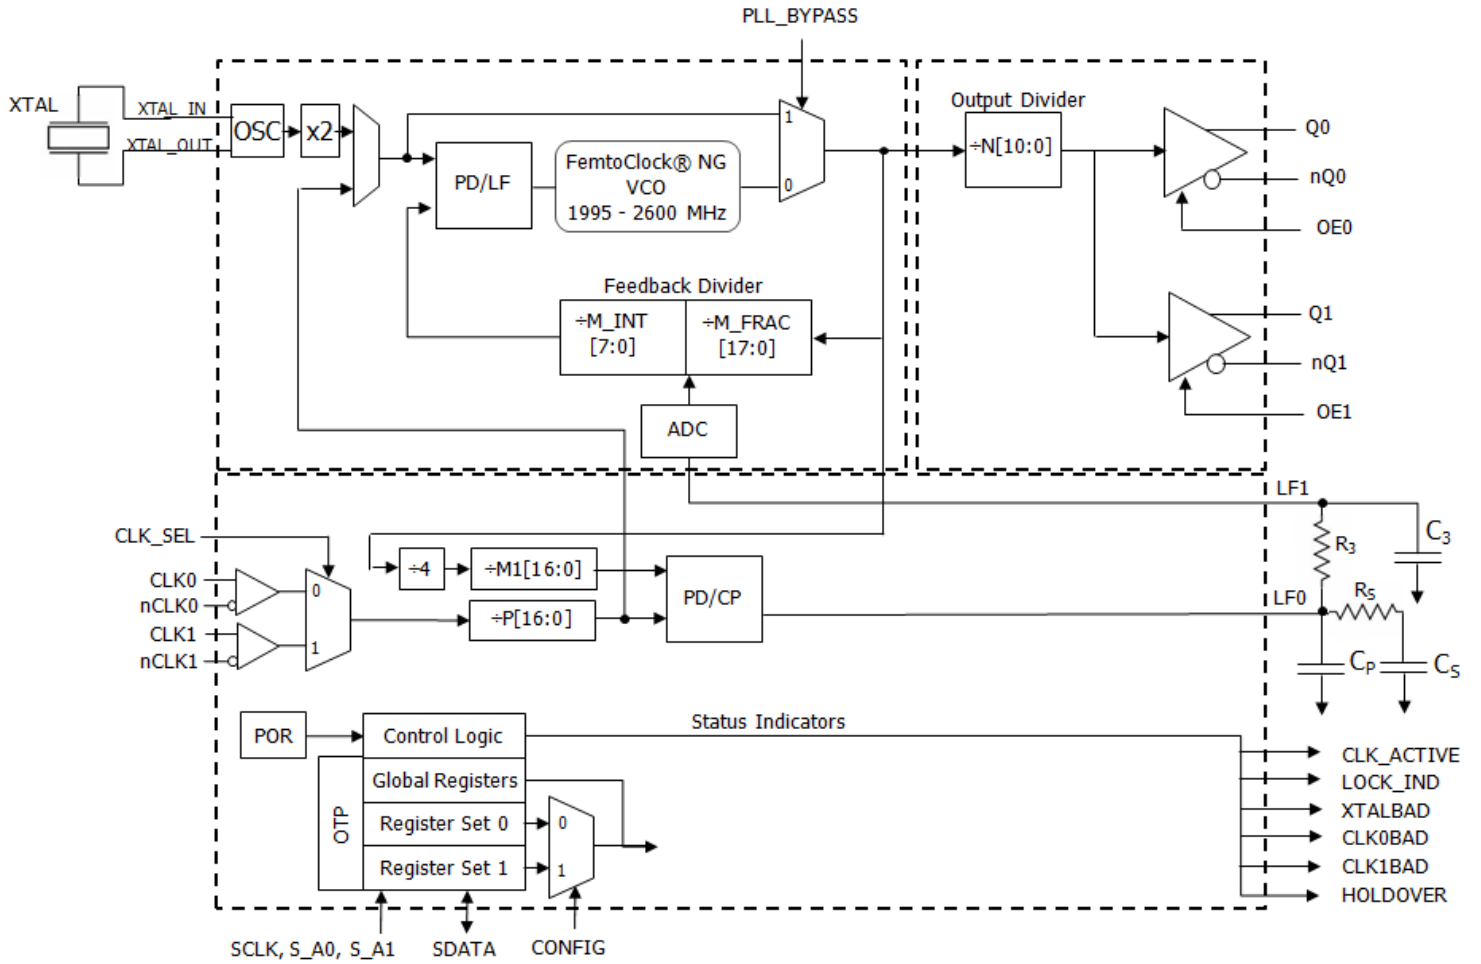 PLL_BYPASS
XTAL
XTAL_IN
XTAL_OUT
OSC
x2
PD/LF
FemtoClock® NG
VCO
1995 - 2600 MHz
1
0
Output Divider
÷N[10:0]
Q0
nQ0
OE0
Q1
nQ1
OE1
Feedback Divider
÷M_INT
[7:0]
÷M_FRAC
[17:0]
ADC
LF1
R3
C3
LF0
RS
CP
CS
CLK_SEL
CLK0
nCLK0
CLK1
nCLK1
0
1
÷4
÷M1[16:0]
÷P[16:0]
PD/CP
POR
Control Logic
Global Registers
Register Set 0
Register Set 1
OTP
0
1
Status Indicators
CLK_ACTIVE
LOCK_IND
XTALBAD
CLK0BAD
CLK1BAD
HOLDOVER
SCLK, S_A0, S_A1
SDATA
CONFIG